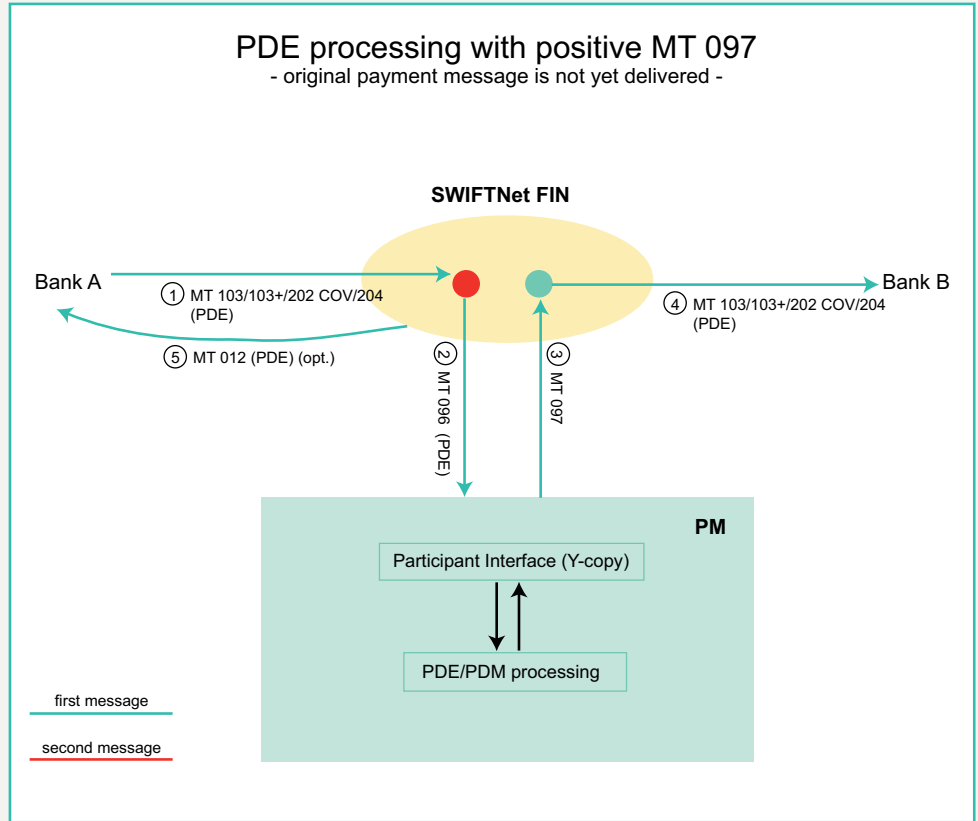 PDE processing with positive MT 097
- original payment message is not yet delivered -
SWIFTNet FIN
Bank A
Bank B
1 MT 103/103+/202 COV/204
(PDE)
4 MT 103/103+/202 COV/204
(PDE)
5 MT 012 (PDE) (opt.)
2 MT 096 (PDE)
3 MT 097
PM
Participant Interface (Y-copy)
PDE/PDM processing
first message
second message